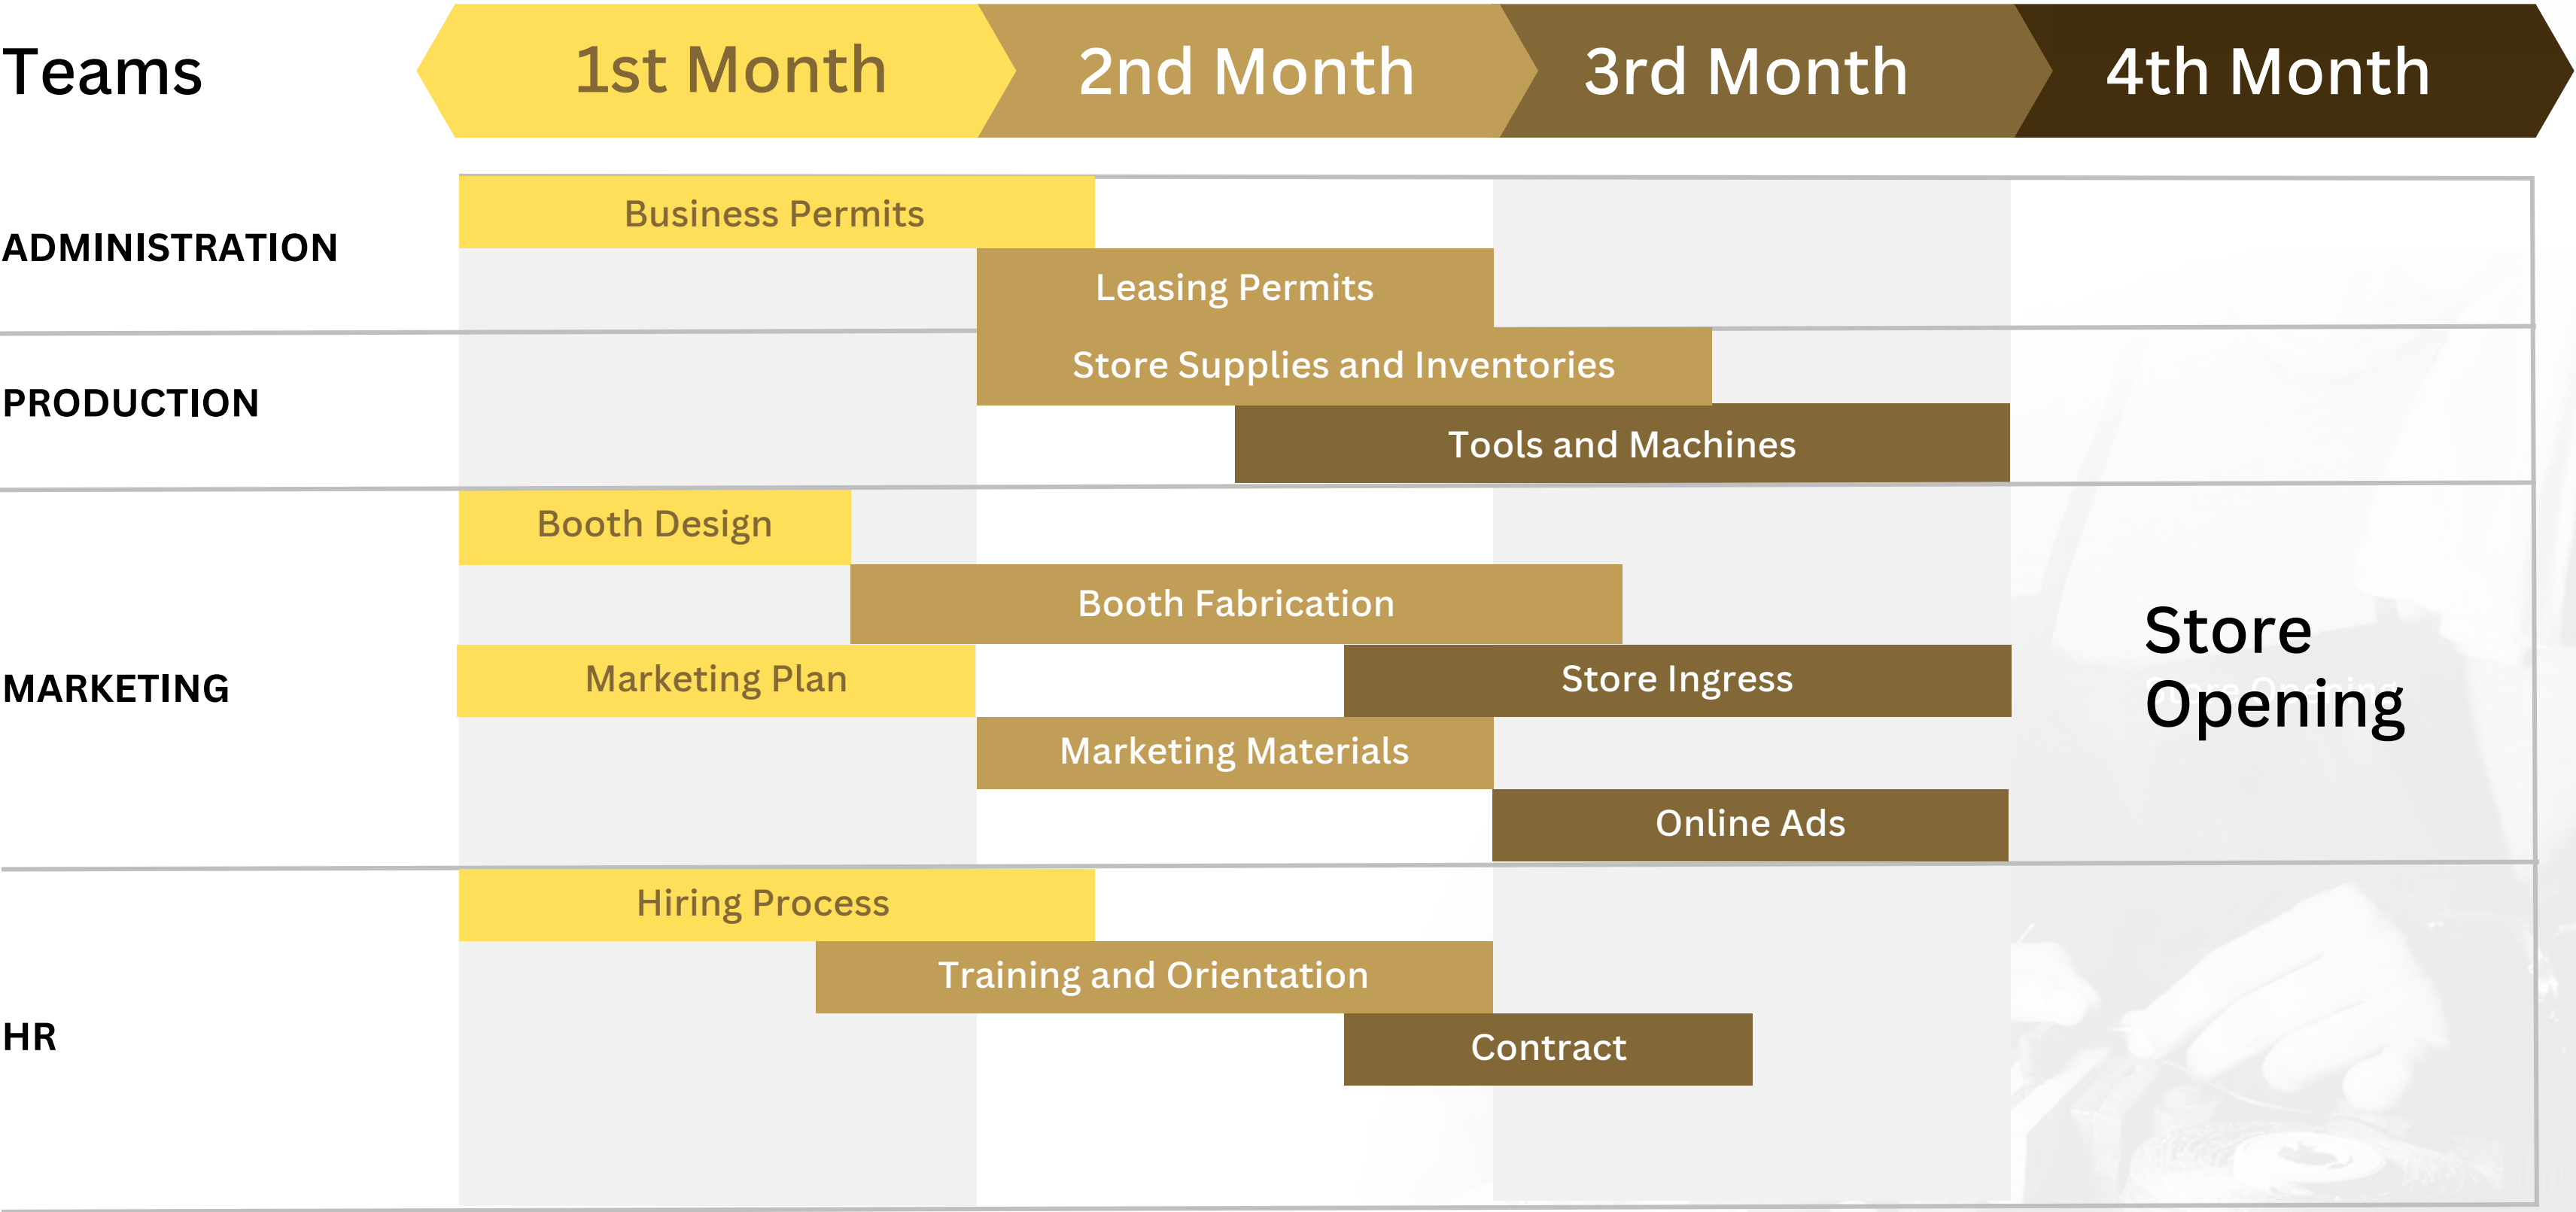 Teams
1st Month
2nd Month
3rd Month
4th Month
ADMINISTRATION
Business Permits
Leasing Permits
PRODUCTION
Store Supplies and Inventories
Tools and Machines
MARKETING
Booth Design
Booth Fabrication
Marketing Plan
Store Ingress
Marketing Materials
Online Ads
Store
Opening
Store Opening
HR
Hiring Process
Training and Orientation
Contract